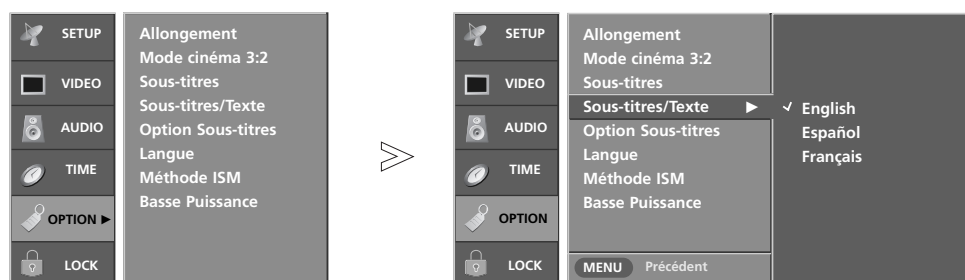 SETUP
VIDEO
AUDIO
TIME
OPTION
LOCK
Allongement
Mode cinéma 3:2
Sous-titres
Sous-titres/Texte
Option Sous-titres
Langue
Méthode ISM
Basse Puissance
SETUP
VIDEO
AUDIO
TIME
OPTION
LOCK
Allongement
Mode cinéma 3:2
Sous-titres
Sous-titres/Texte
Option Sous-titres
Langue
Méthode ISM
Basse Puissance
MENU Précédent
English
Español
Français